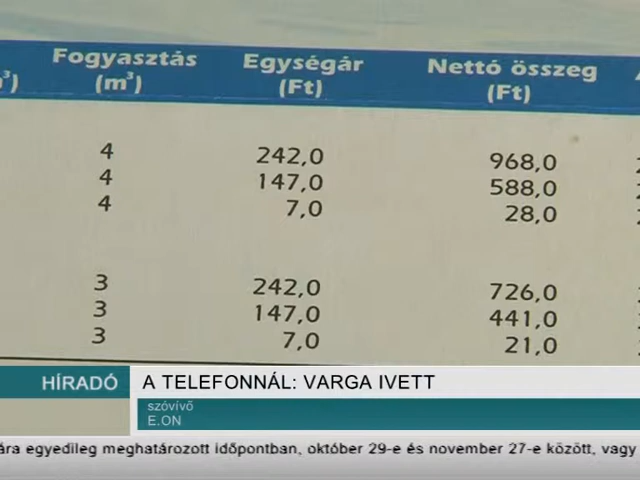 Fogyasztás Egységár Nettó összeg
(m³) (Ft) (Ft)
4 242,0 968,0
4 147,0 588,0
4 7,0 28,0
3 242,0 726,0
3 147,0 441,0
3 7,0 21,0
HÍRADÓ A TELEFONNÁL: VARGA IVETT
szóvívő
E.ON
ára egyedileg meghatározott időpontban, október 29-e és november 27-e között, vagy